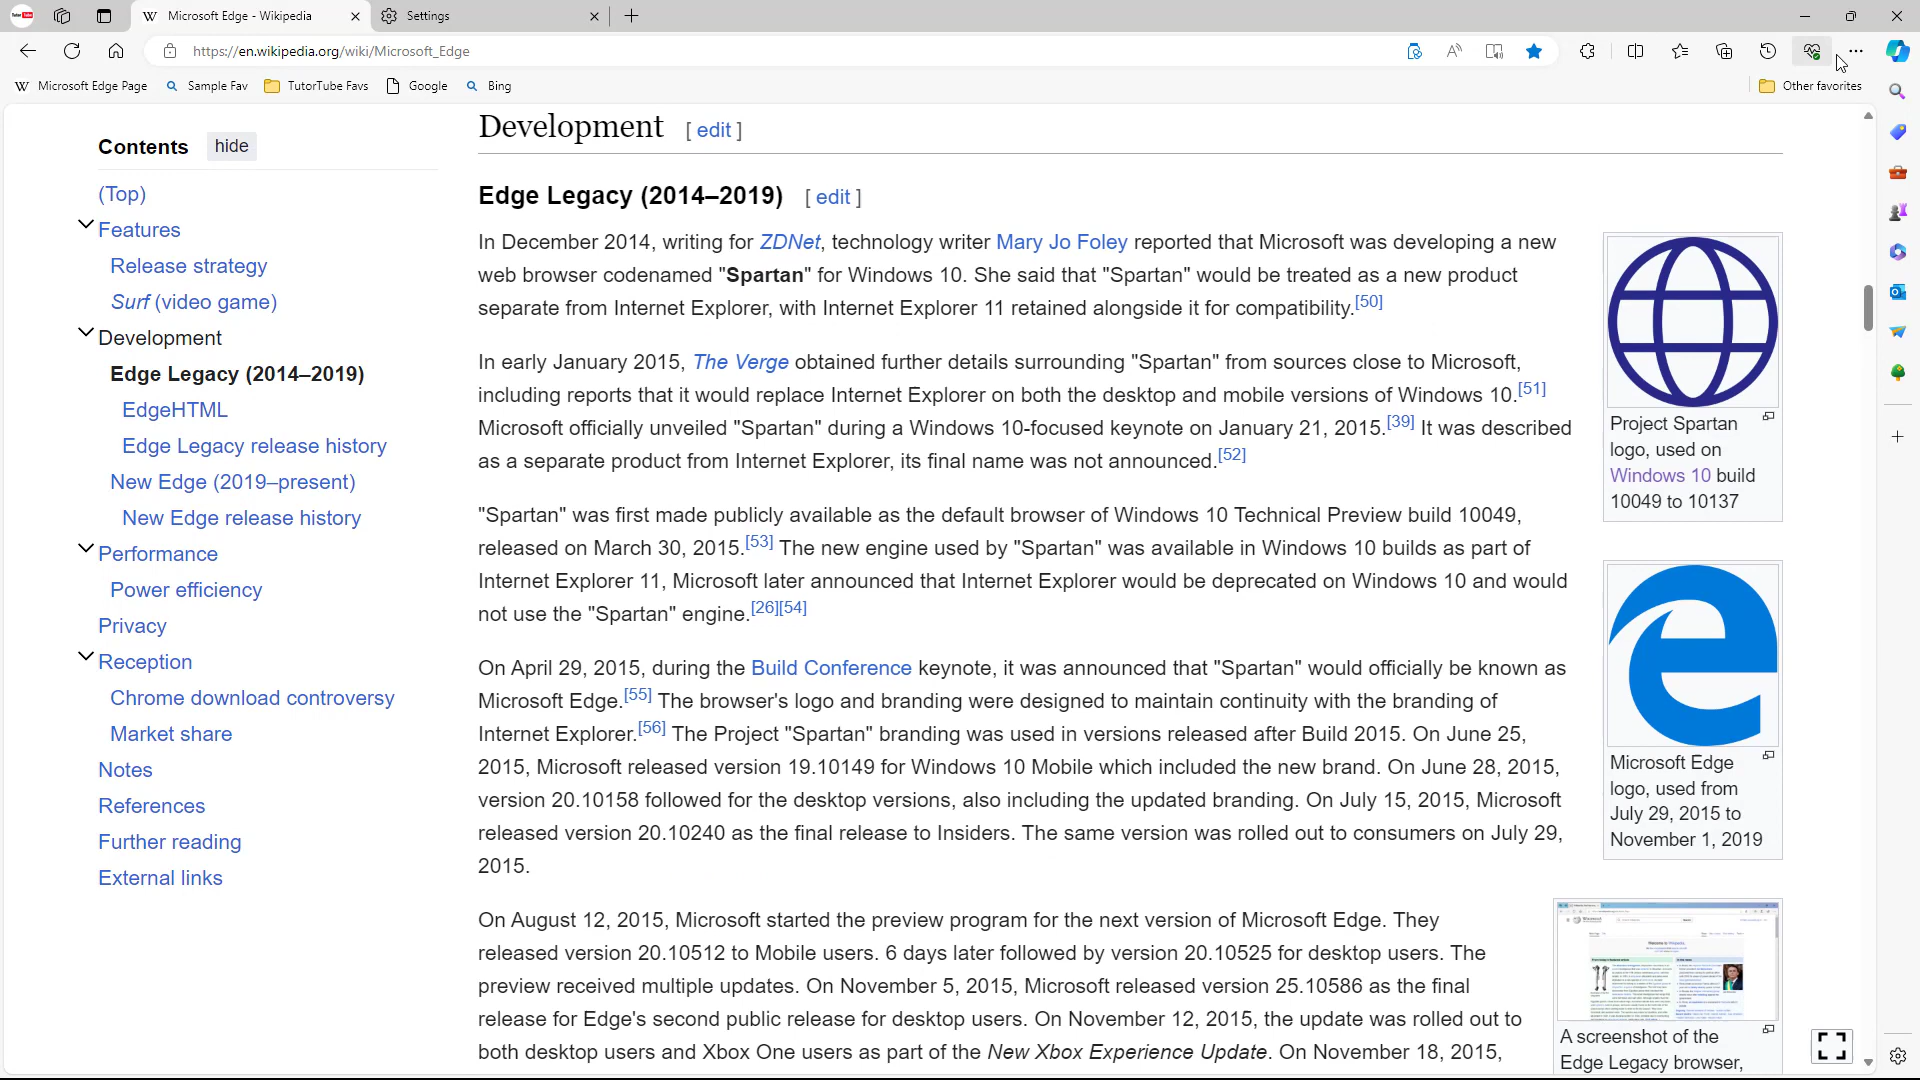 Microsoft Edge - Wikipedia
Settings
https://en.wikipedia.org/wiki/Microsoft_Edge
Microsoft Edge Page
Sample Fav
TutorTube Favs
Google
Bing
Other favorites
Contents hide
(Top)
Features
Release strategy
Surf (video game)
Development
Edge Legacy (2014–2019)
EdgeHTML
Edge Legacy release history
New Edge (2019–present)
New Edge release history
Performance
Power efficiency
Privacy
Reception
Chrome download controversy
Market share
Notes
References
Further reading
External links
Development [ edit ]
Edge Legacy (2014–2019) [ edit ]
In December 2014, writing for ZDNet, technology writer Mary Jo Foley reported that Microsoft was developing a new
web browser codenamed "Spartan" for Windows 10. She said that "Spartan" would be treated as a new product
separate from Internet Explorer, with Internet Explorer 11 retained alongside it for compatibility.[50]
In early January 2015, The Verge obtained further details surrounding "Spartan" from sources close to Microsoft,
including reports that it would replace Internet Explorer on both the desktop and mobile versions of Windows 10.[51]
Microsoft officially unveiled "Spartan" during a Windows 10-focused keynote on January 21, 2015.[39] It was described
as a separate product from Internet Explorer, its final name was not announced.[52]
"Spartan" was first made publicly available as the default browser of Windows 10 Technical Preview build 10049,
released on March 30, 2015.[53] The new engine used by "Spartan" was available in Windows 10 builds as part of
Internet Explorer 11, Microsoft later announced that Internet Explorer would be deprecated on Windows 10 and would
not use the "Spartan" engine.[26][54]
On April 29, 2015, during the Build Conference keynote, it was announced that "Spartan" would officially be known as
Microsoft Edge.[55] The browser's logo and branding were designed to maintain continuity with the branding of
Internet Explorer.[56] The Project "Spartan" branding was used in versions released after Build 2015. On June 25,
2015, Microsoft released version 19.10149 for Windows 10 Mobile which included the new brand. On June 28, 2015,
version 20.10158 followed for the desktop versions, also including the updated branding. On July 15, 2015, Microsoft
released version 20.10240 as the final release to Insiders. The same version was rolled out to consumers on July 29,
2015.
On August 12, 2015, Microsoft started the preview program for the next version of Microsoft Edge. They
released version 20.10512 to Mobile users. 6 days later followed by version 20.10525 for desktop users. The
preview received multiple updates. On November 5, 2015, Microsoft released version 25.10586 as the final
release for Edge's second public release for desktop users. On November 12, 2015, the update was rolled out to
both desktop users and Xbox One users as part of the New Xbox Experience Update. On November 18, 2015,
Project Spartan
logo, used on
Windows 10 build
10049 to 10137
Microsoft Edge
logo, used from
July 29, 2015 to
November 1, 2019
A screenshot of the
Edge Legacy browser,